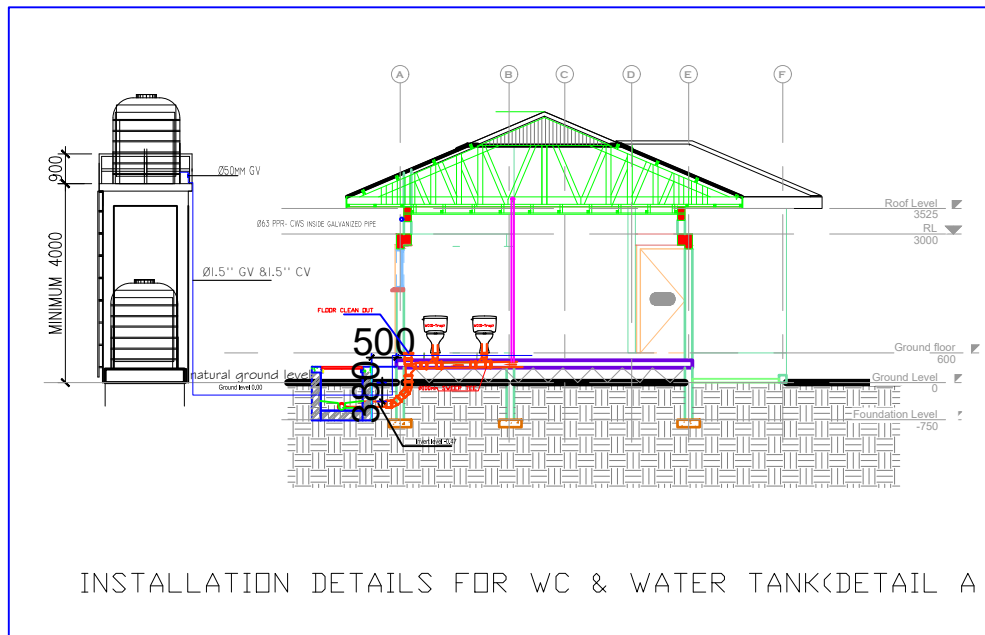 A B C D E F
900
Ø50MM GV
Roof Level
3525
Ø63 PPR- CWS INSIDE GALVANIZED PIPE
RL
3000
MINIMUM 4000
Ø1.5'' GV &1.5'' CV
FLOOR CLEAN OUT
500
Ground floor
600
natural ground level
Ground level 0,00
380
Ground Level
0
Foundation Level
-750
INSTALLATION DETAILS FOR WC & WATER TANK(DETAIL A